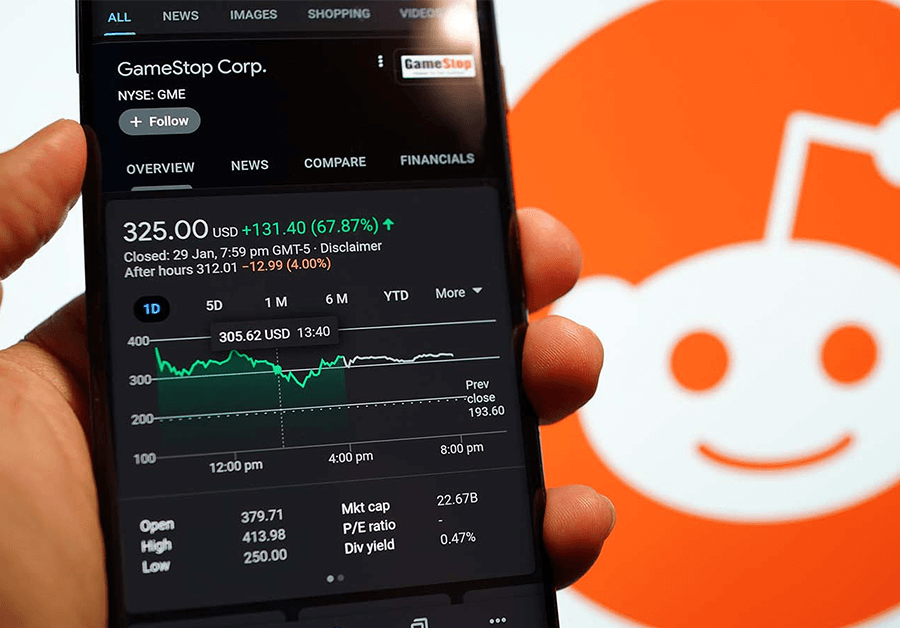 ALL NEWS IMAGES SHOPPING VIDEOS
GameStop Corp.
GameStop
NYSE: GME
+ Follow
OVERVIEW NEWS COMPARE FINANCIALS
325.00 USD +131.40 (67.87%) ↑
Closed: 29 Jan, 7:59 pm GMT-5 · Disclaimer
After hours 312.01 −12.99 (4.00%)
1D 5D 1 M 6 M YTD More
305.62 USD 13:40
400
300
200
100
Prev
close
193.60
12:00 pm 4:00 pm 8:00 pm
Open 379.71
High 413.98
Low 250.00
Mkt cap 22.67B
P/E ratio -
Div yield 0.47%